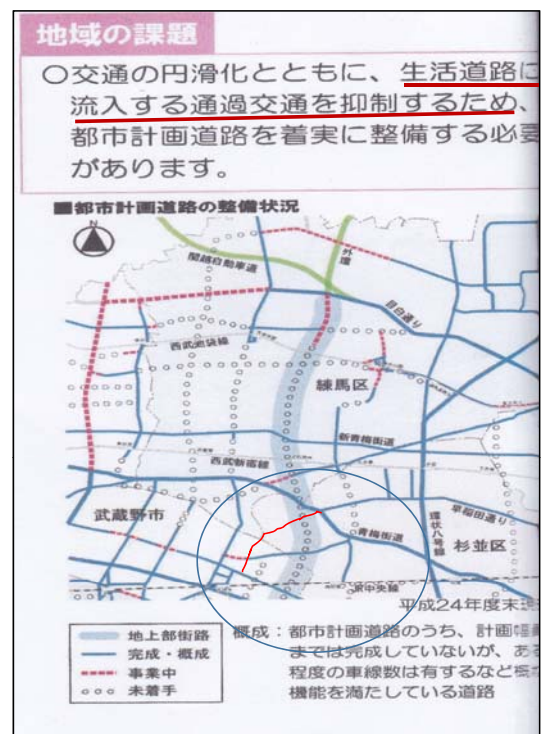 地域の課題
○交通の円滑化とともに、生活道路に
流入する通過交通を抑制するため、
都市計画道路を着実に整備する必要
があります。
■都市計画道路の整備状況
N
関越自動車道
外環
目白通り
西武池袋線
練馬区
新青梅街道
西武新宿線
武蔵野市
環状八号線
早稲田通り
青梅街道
杉並区
JR中央線
平成24年度末現
地上部街路
完成・概成
事業中
未着手
概成：都市計画道路のうち、計画幅
までは完成していないが、ある
程度の車線数は有するなど概
機能を満たしている道路